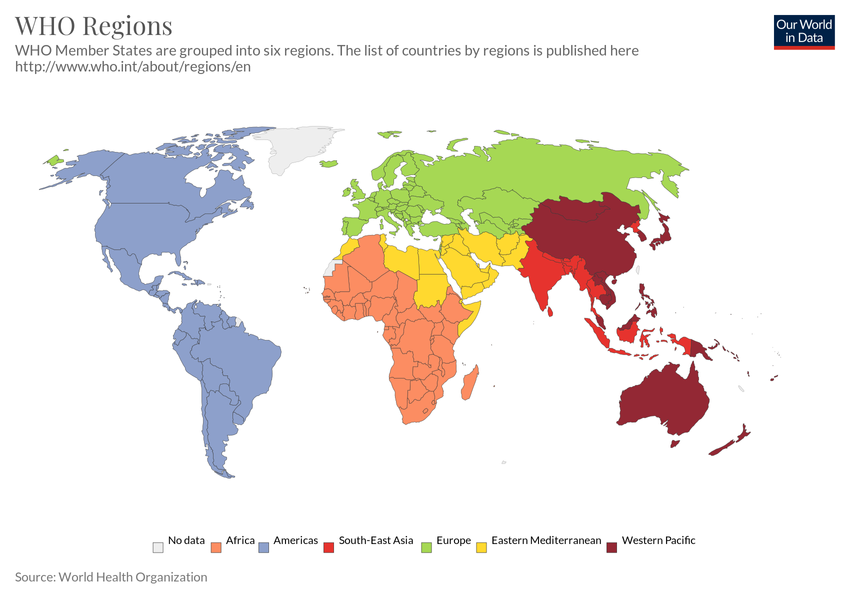 WHO Regions
Our World
in Data
WHO Member States are grouped into six regions. The list of countries by regions is published here
http://www.who.int/about/regions/en
No data
Africa
Americas
South-East Asia
Europe
Eastern Mediterranean
Western Pacific
Source: World Health Organization